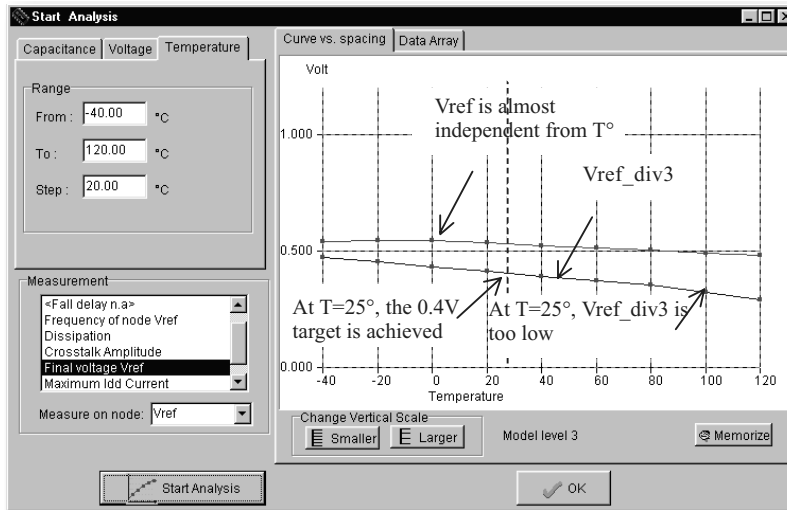 Start Analysis
Capacitance Voltage Temperature
Range
From : -40.00 °C
To : 120.00 °C
Step : 20.00 °C
Measurement
<Fall delay n.a>
Frequency of node Vref
Dissipation
Crosstalk Amplitude
Final voltage Vref
Maximum Idd Current
Measure on node: Vref
Start Analysis
Curve vs. spacing Data Array
Volt
1.000
0.500
0.000
Vref is almost
independent from T°
Vref_div3
At T=25°, the 0.4V
target is achieved
At T=25°, Vref_div3 is
too low
-40 -20 0 20 40 60 80 100 120
Temperature
Change Vertical Scale
Smaller Larger
Model level 3
Memorize
OK